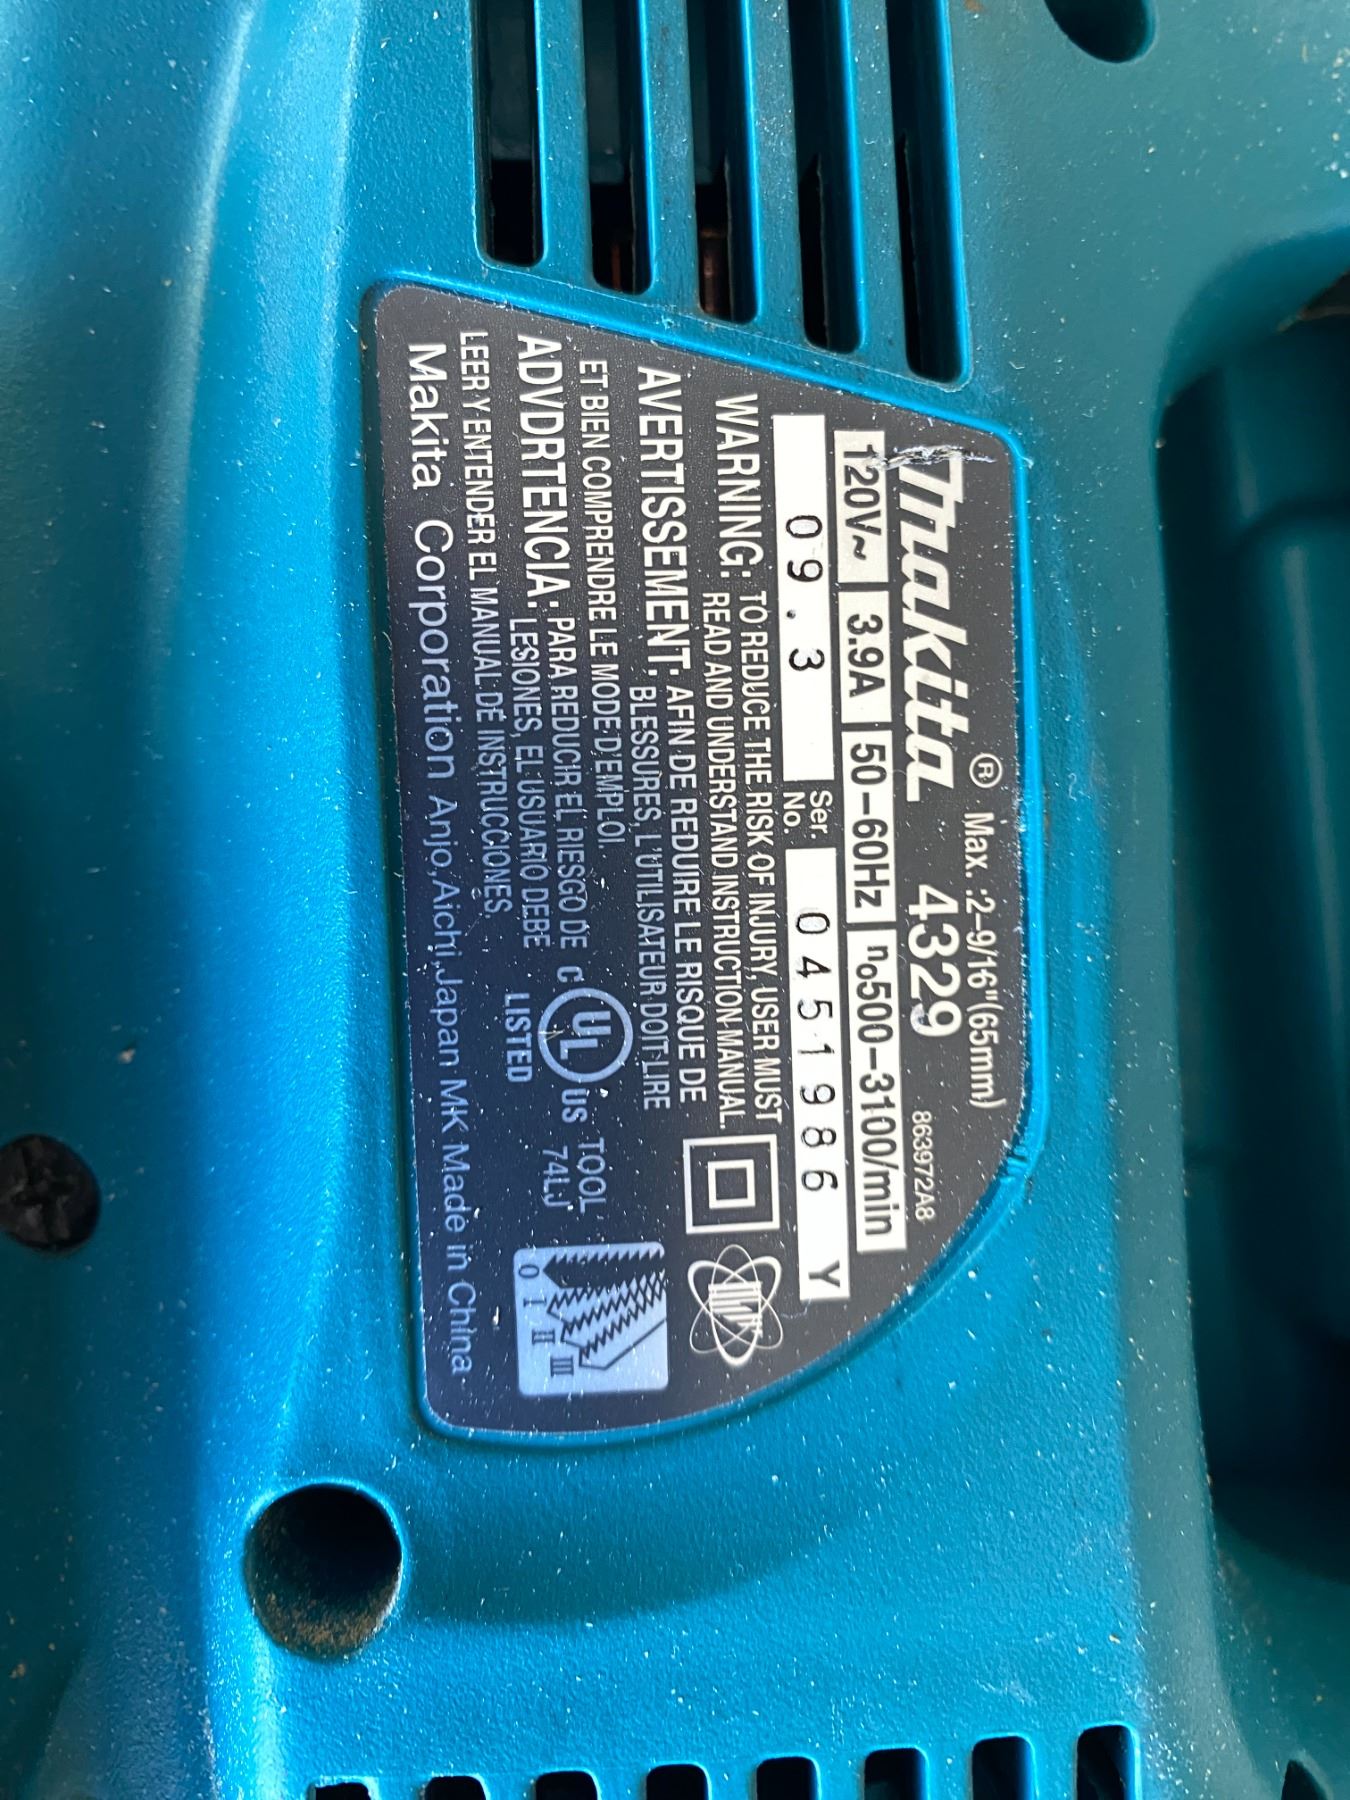 Max. :2–9/16"(65mm)
makita ® 4329 863972A8
120V~ 3.9A 50–60Hz n₀500–3100/min
09.3 Ser. No. 0451986 Y
WARNING: TO REDUCE THE RISK OF INJURY, USER MUST
READ AND UNDERSTAND INSTRUCTION MANUAL.
AVERTISSEMENT: AFIN DE REDUIRE LE RISQUE DE
BLESSURES, L'UTILISATEUR DOIT LIRE
ET BIEN COMPRENDRE LE MODE D'EMPLOI.
ADVDRTENCIA: PARA REDUCIR EL RIESGO DE
LESIONES, EL USUARIO DEBE
LEER Y ENTENDER EL MANUAL DE INSTRUCCIONES.
C UL US
LISTED
TOOL
74LJ
0 I II III
Makita Corporation Anjo,Aichi,Japan MK Made in China